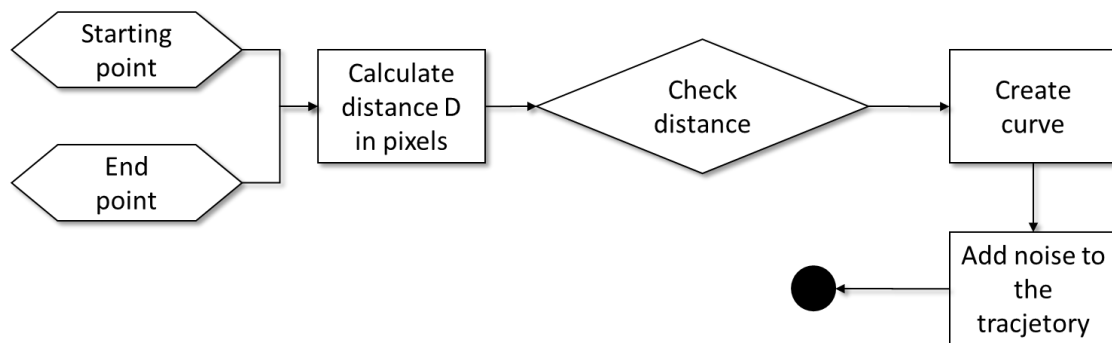 Starting
point
End
point
Calculate
distance D
in pixels
Check
distance
Create
curve
Add noise to
the
tracjetory